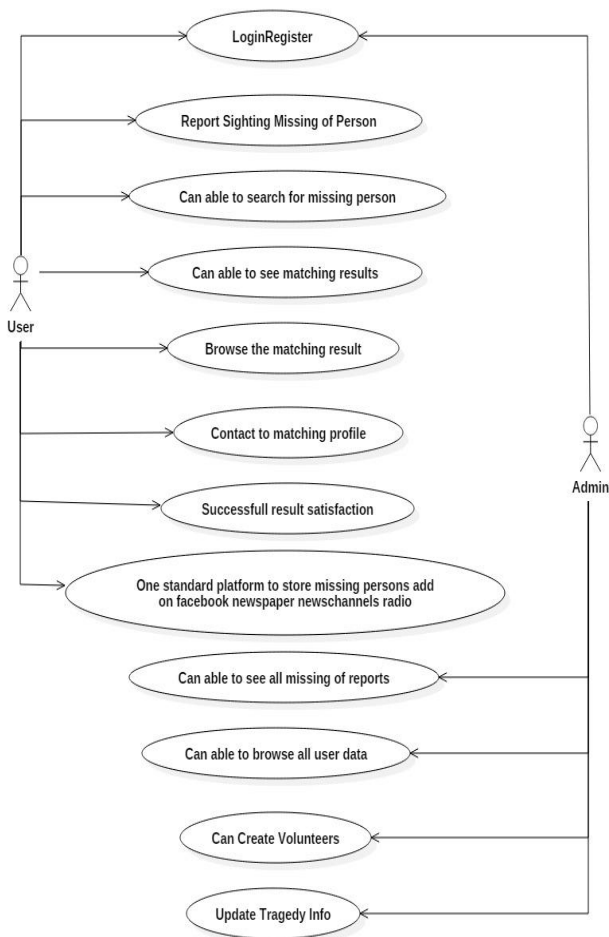 LoginRegister
Report Sighting Missing of Person
Can able to search for missing person
Can able to see matching results
User
Browse the matching result
Contact to matching profile
Admin
Successfull result satisfaction
One standard platform to store missing persons add
on facebook newspaper newschannels radio
Can able to see all missing of reports
Can able to browse all user data
Can Create Volunteers
Update Tragedy Info